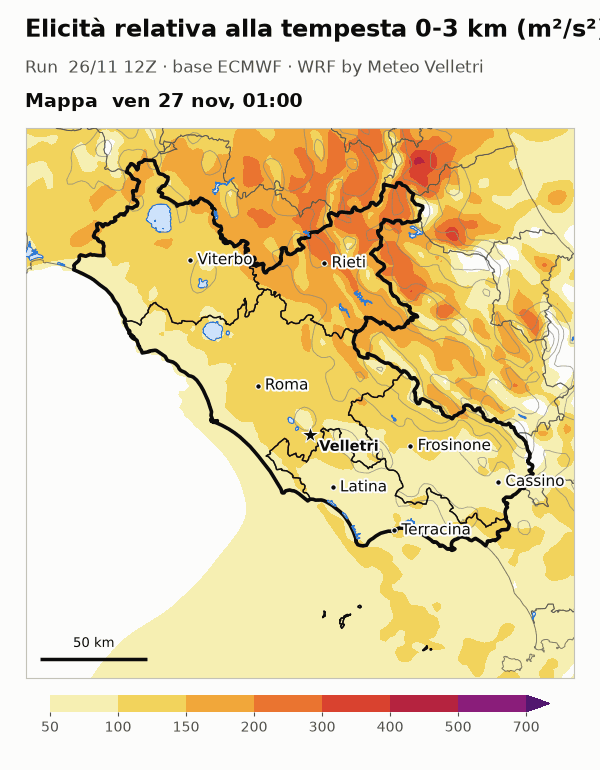 Elicità relativa alla tempesta 0-3 km (m²/s²)
Run 26/11 12Z · base ECMWF · WRF by Meteo Velletri
Mappa ven 27 nov, 01:00
Viterbo
Rieti
Roma
Velletri
Frosinone
Cassino
Latina
Terracina
50 km
50 100 150 200 300 400 500 700